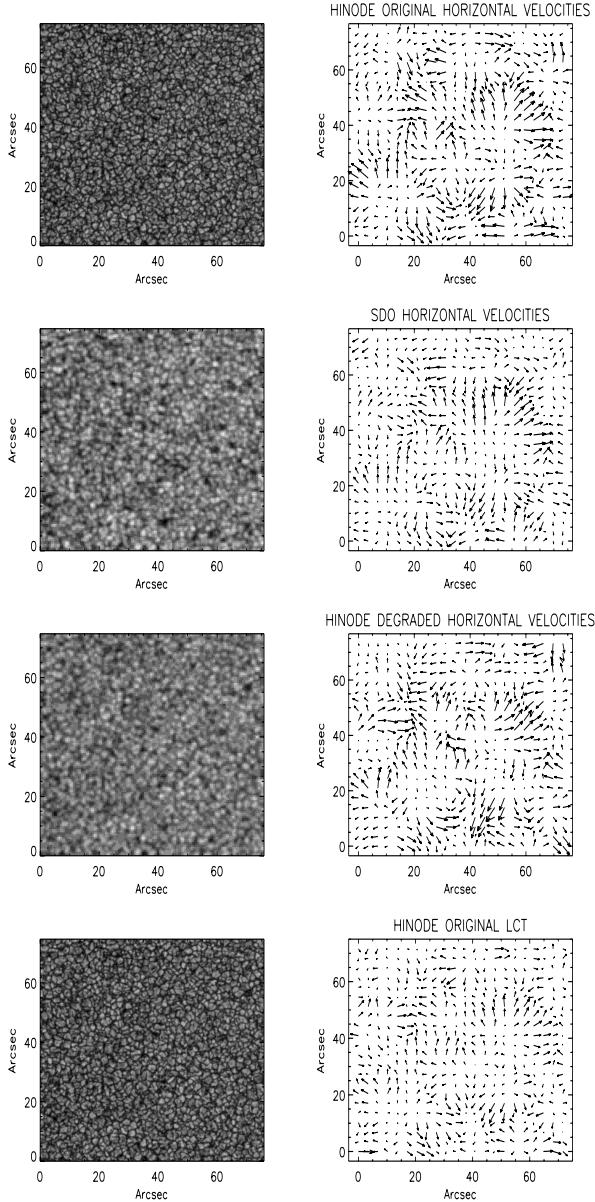 HINODE ORIGINAL HORIZONTAL VELOCITIES
Arcsec
60
40
20
0
0 20 40 60
Arcsec
Arcsec
60
40
20
0
0 20 40 60
Arcsec
SDO HORIZONTAL VELOCITIES
Arcsec
60
40
20
0
0 20 40 60
Arcsec
Arcsec
60
40
20
0
0 20 40 60
Arcsec
HINODE DEGRADED HORIZONTAL VELOCITIES
Arcsec
60
40
20
0
0 20 40 60
Arcsec
Arcsec
60
40
20
0
0 20 40 60
Arcsec
HINODE ORIGINAL LCT
Arcsec
60
40
20
0
0 20 40 60
Arcsec
Arcsec
60
40
20
0
0 20 40 60
Arcsec